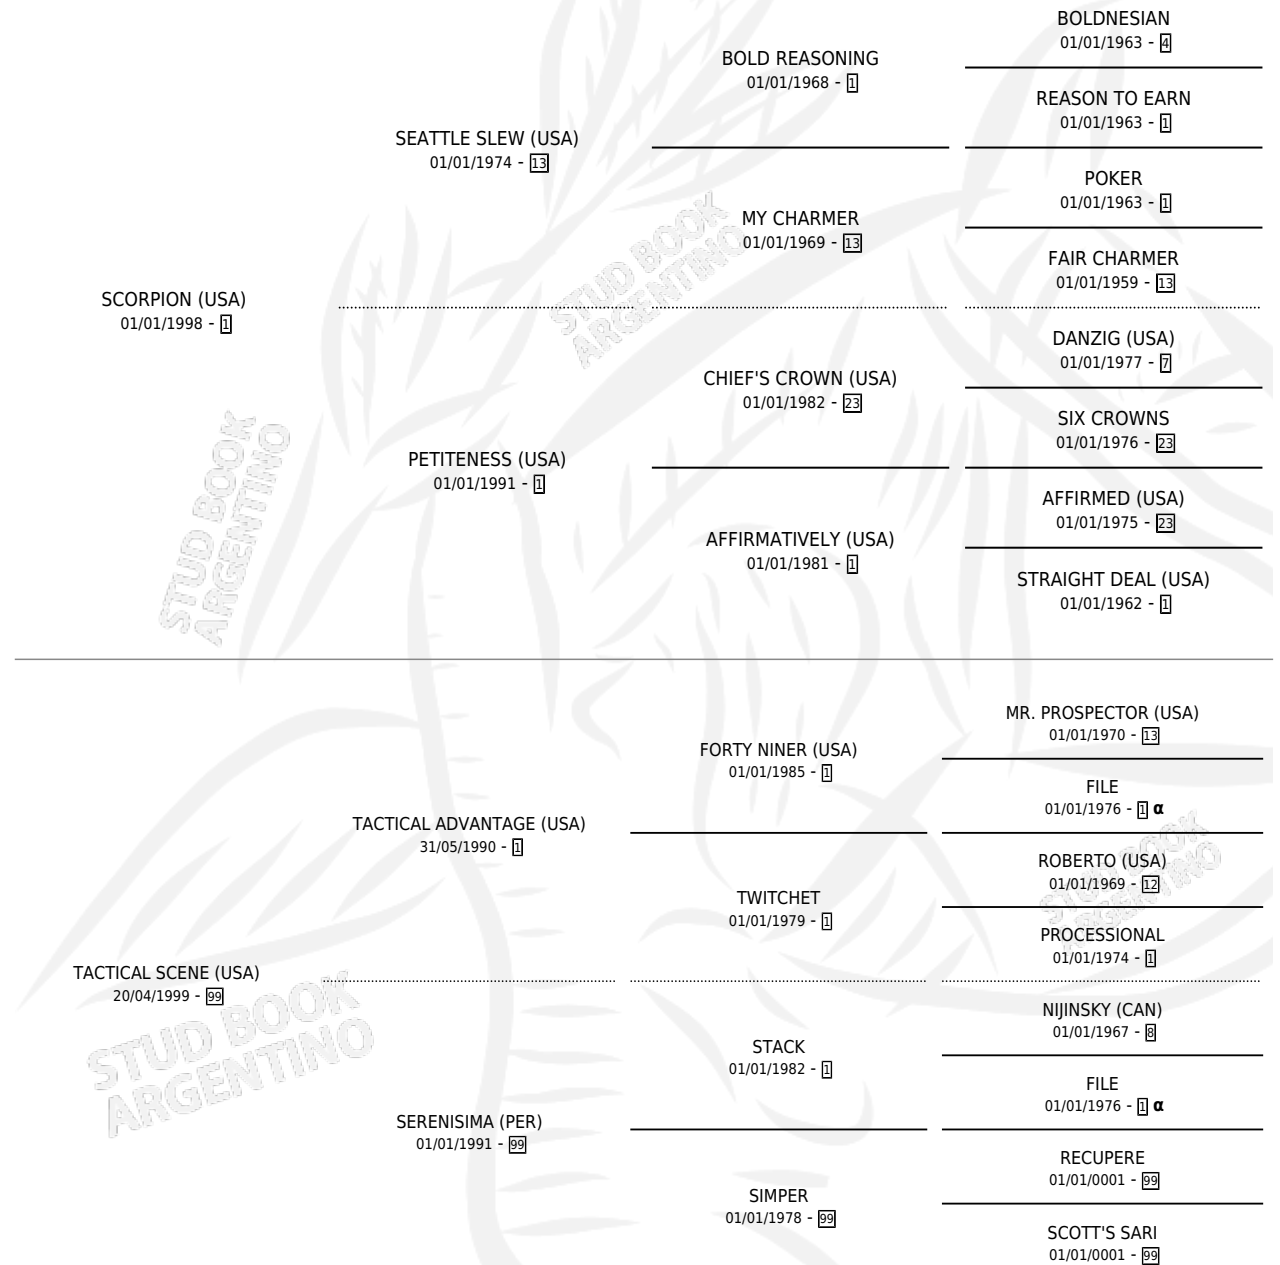 BOLDNESIAN
01/01/1963 - 4
BOLD REASONING
01/01/1968 - 1
REASON TO EARN
01/01/1963 - 1
SEATTLE SLEW (USA)
01/01/1974 - 13
POKER
01/01/1963 - 1
MY CHARMER
01/01/1969 - 13
FAIR CHARMER
01/01/1959 - 13
STUD BOOK
ARGENTINO
SCORPION (USA)
01/01/1998 - 1
DANZIG (USA)
01/01/1977 - 7
CHIEF'S CROWN (USA)
01/01/1982 - 23
SIX CROWNS
01/01/1976 - 23
PETITENESS (USA)
01/01/1991 - 1
AFFIRMED (USA)
01/01/1975 - 23
AFFIRMATIVELY (USA)
01/01/1981 - 1
STRAIGHT DEAL (USA)
01/01/1962 - 1
STUD BOOK
ARGENTINO
MR. PROSPECTOR (USA)
01/01/1970 - 13
FORTY NINER (USA)
01/01/1985 - 1
FILE
01/01/1976 - 1 α
TACTICAL ADVANTAGE (USA)
31/05/1990 - 1
ROBERTO (USA)
01/01/1969 - 12
TWITCHET
01/01/1979 - 1
PROCESSIONAL
01/01/1974 - 1
STUD BOOK
ARGENTINO
TACTICAL SCENE (USA)
20/04/1999 - 99
NIJINSKY (CAN)
01/01/1967 - 8
STACK
01/01/1982 - 1
FILE
01/01/1976 - 1 α
STUD BOOK
ARGENTINO
SERENISIMA (PER)
01/01/1991 - 99
RECUPERE
01/01/0001 - 99
SIMPER
01/01/1978 - 99
SCOTT'S SARI
01/01/0001 - 99